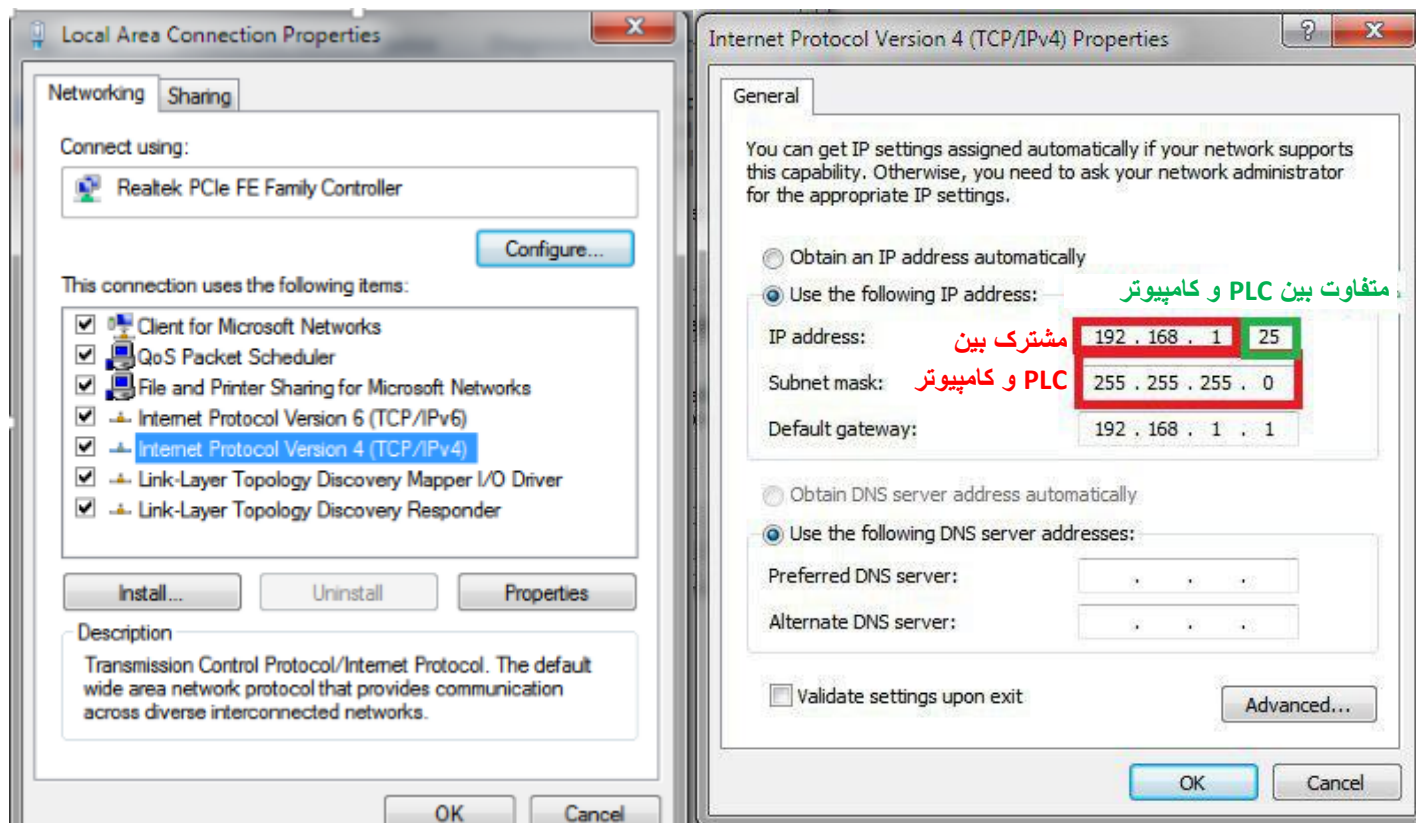 Local Area Connection Properties
Networking
Sharing
Connect using:
Realtek PCIe FE Family Controller
Configure...
This connection uses the following items:
Client for Microsoft Networks
QoS Packet Scheduler
File and Printer Sharing for Microsoft Networks
Internet Protocol Version 6 (TCP/IPv6)
Internet Protocol Version 4 (TCP/IPv4)
Link-Layer Topology Discovery Mapper I/O Driver
Link-Layer Topology Discovery Responder
Install...
Uninstall
Properties
Description
Transmission Control Protocol/Internet Protocol. The default
wide area network protocol that provides communication
across diverse interconnected networks.
OK
Cancel
Internet Protocol Version 4 (TCP/IPv4) Properties
General
You can get IP settings assigned automatically if your network supports
this capability. Otherwise, you need to ask your network administrator
for the appropriate IP settings.
Obtain an IP address automatically
متفاوت بین PLC و کامپیوتر
Use the following IP address:
IP address:
مشترک بین
192 . 168 . 1
25
Subnet mask:
PLC و کامپیوتر
255 . 255 . 255 . 0
Default gateway:
192 . 168 . 1 . 1
Obtain DNS server address automatically
Use the following DNS server addresses:
Preferred DNS server:
. . .
Alternate DNS server:
. . .
Validate settings upon exit
Advanced...
OK
Cancel